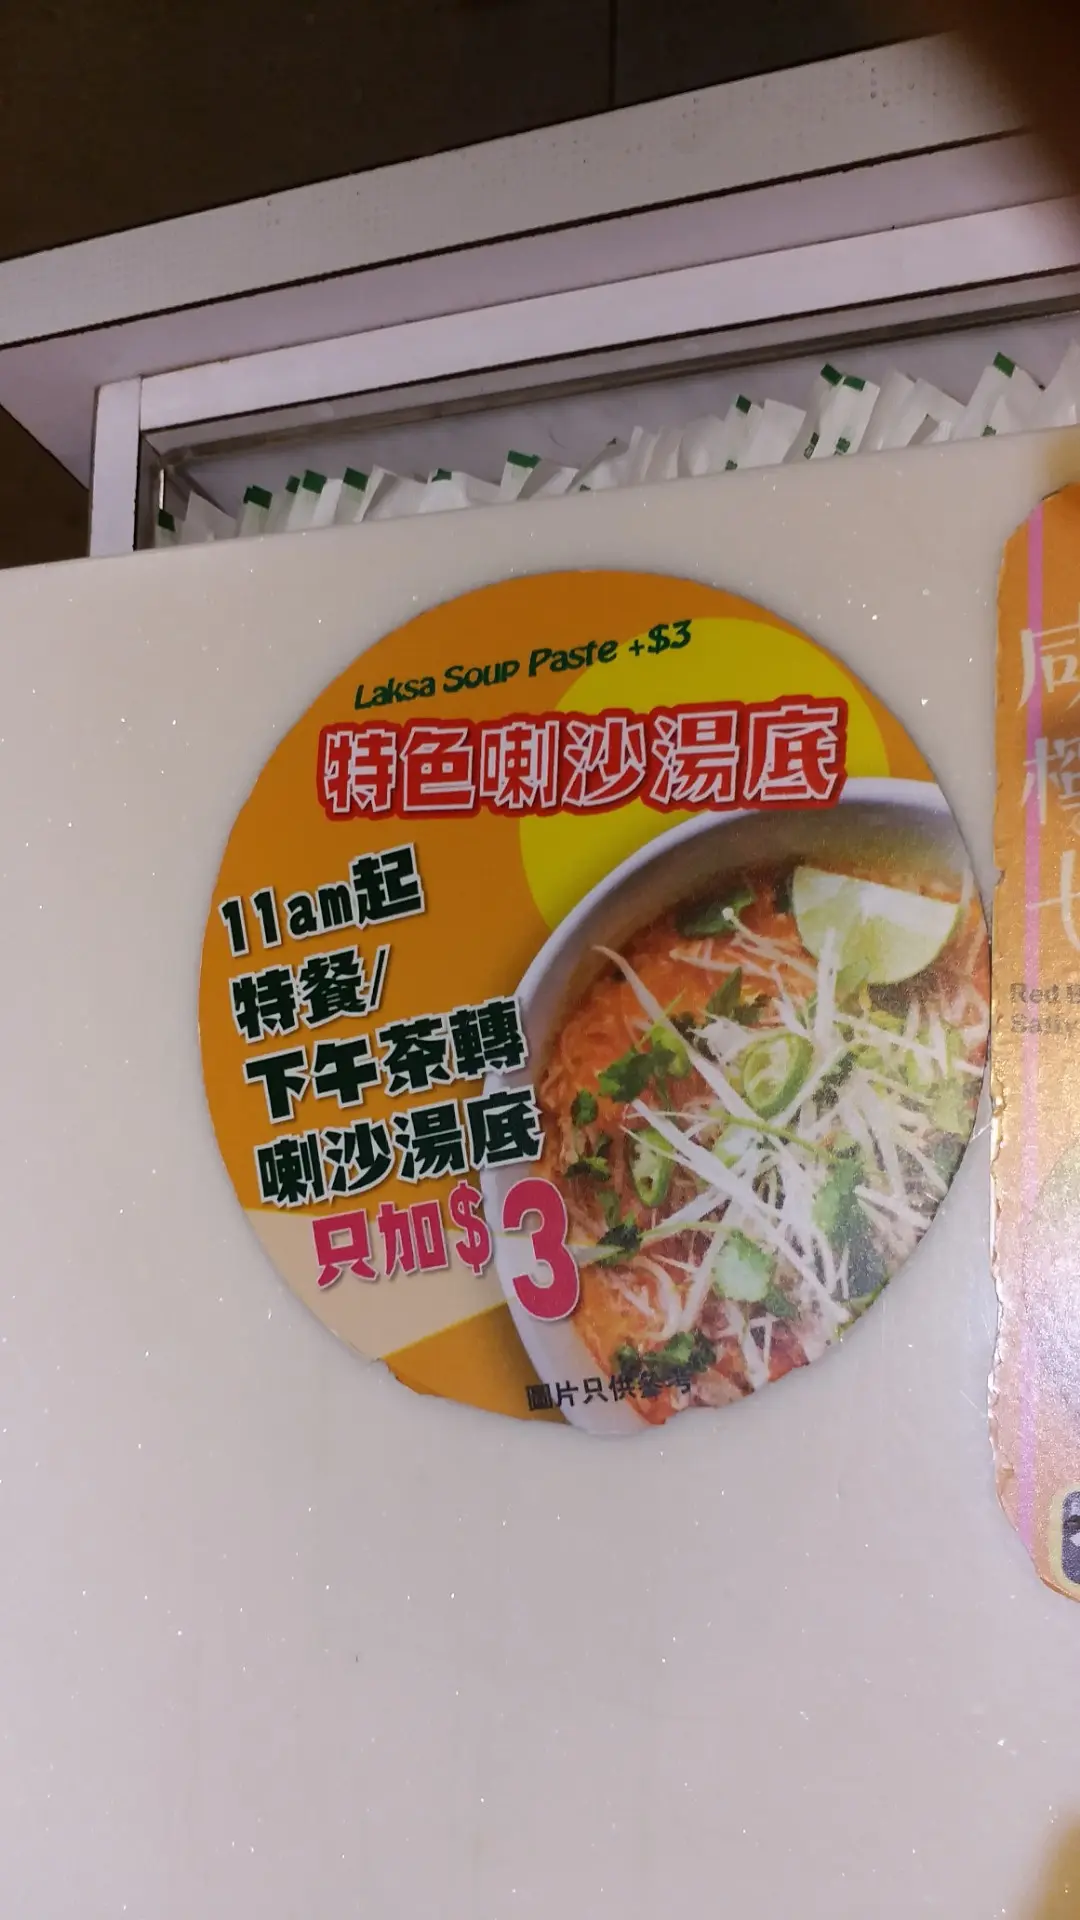 Laksa Soup Paste +$3
特色喇沙湯底
11am起
特餐/
下午茶轉
喇沙湯底
只加$3
圖片只供參考
Red